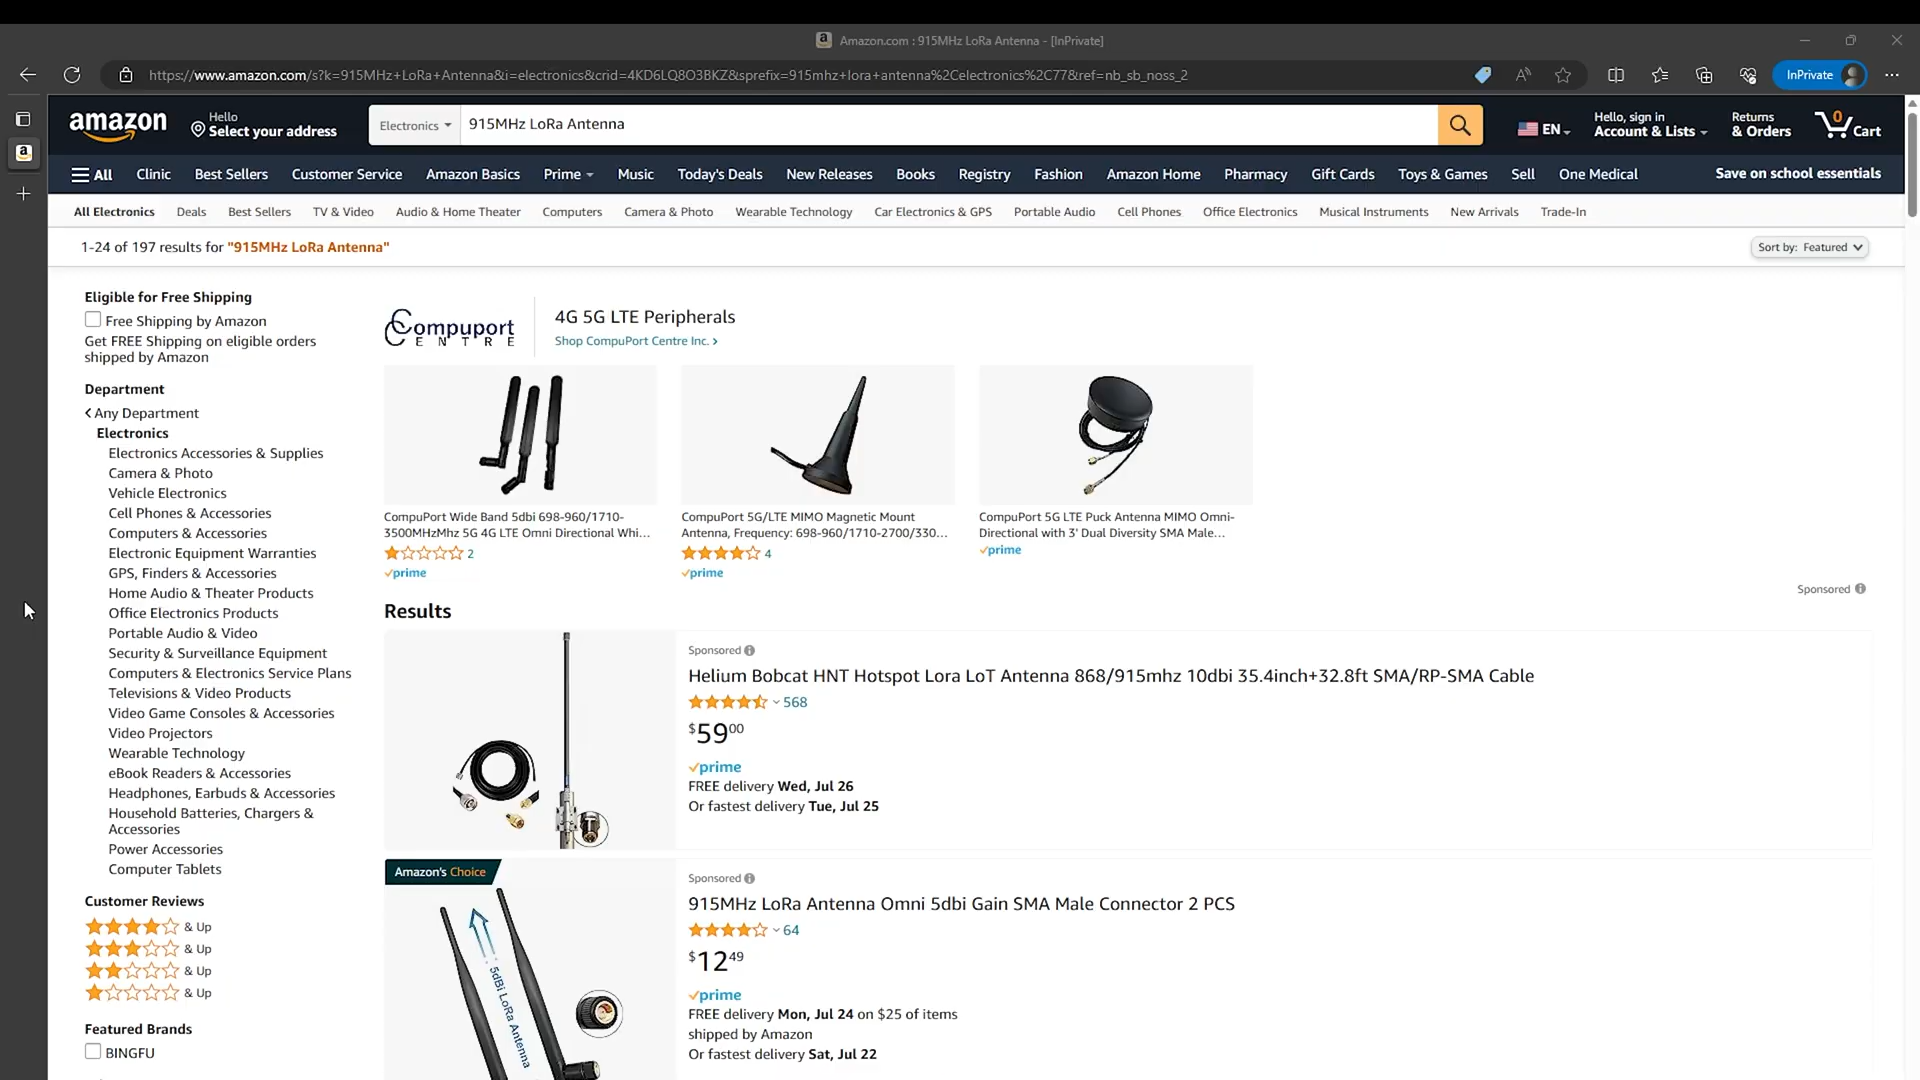 Amazon.com : 915MHz LoRa Antenna - [InPrivate]
https://www.amazon.com/s?k=915MHz+LoRa+Antenna&i=electronics&crid=4KD6LQ8O3BKZ&sprefix=915mhz+lora+antenna%2Celectronics%2C77&ref=nb_sb_noss_2
InPrivate
amazon
Hello
Select your address
Electronics
915MHz LoRa Antenna
EN
Hello, sign in
Account & Lists
Returns
& Orders
0
Cart
All
Clinic
Best Sellers
Customer Service
Amazon Basics
Prime
Music
Today's Deals
New Releases
Books
Registry
Fashion
Amazon Home
Pharmacy
Gift Cards
Toys & Games
Sell
One Medical
Save on school essentials
All Electronics
Deals
Best Sellers
TV & Video
Audio & Home Theater
Computers
Camera & Photo
Wearable Technology
Car Electronics & GPS
Portable Audio
Cell Phones
Office Electronics
Musical Instruments
New Arrivals
Trade-In
1-24 of 197 results for "915MHz LoRa Antenna"
Sort by: Featured
Eligible for Free Shipping
Free Shipping by Amazon
Get FREE Shipping on eligible orders
shipped by Amazon
Department
Any Department
Electronics
Electronics Accessories & Supplies
Camera & Photo
Vehicle Electronics
Cell Phones & Accessories
Computers & Accessories
Electronic Equipment Warranties
GPS, Finders & Accessories
Home Audio & Theater Products
Office Electronics Products
Portable Audio & Video
Security & Surveillance Equipment
Computers & Electronics Service Plans
Televisions & Video Products
Video Game Consoles & Accessories
Video Projectors
Wearable Technology
eBook Readers & Accessories
Headphones, Earbuds & Accessories
Household Batteries, Chargers &
Accessories
Power Accessories
Computer Tablets
Customer Reviews
& Up
& Up
& Up
& Up
Featured Brands
BINGFU
Compuport
CENTRE
4G 5G LTE Peripherals
Shop CompuPort Centre Inc. ›
CompuPort Wide Band 5dbi 698-960/1710-
3500MHzMhz 5G 4G LTE Omni Directional Whi...
2
prime
CompuPort 5G/LTE MIMO Magnetic Mount
Antenna, Frequency: 698-960/1710-2700/330...
4
prime
CompuPort 5G LTE Puck Antenna MIMO Omni-
Directional with 3' Dual Diversity SMA Male...
prime
Sponsored
Results
Sponsored
Helium Bobcat HNT Hotspot Lora LoT Antenna 868/915mhz 10dbi 35.4inch+32.8ft SMA/RP-SMA Cable
568
$59 00
prime
FREE delivery Wed, Jul 26
Or fastest delivery Tue, Jul 25
Amazon's Choice
5dBi LoRa Antenna
Sponsored
915MHz LoRa Antenna Omni 5dbi Gain SMA Male Connector 2 PCS
64
$12 49
prime
FREE delivery Mon, Jul 24 on $25 of items
shipped by Amazon
Or fastest delivery Sat, Jul 22